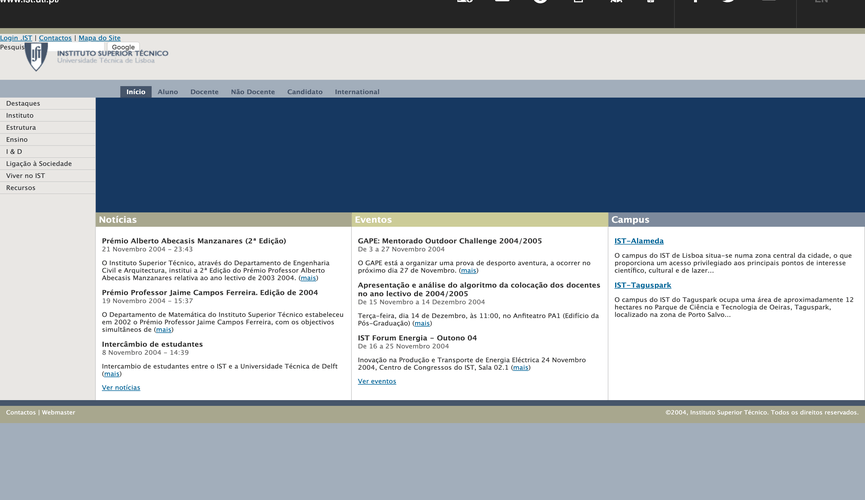 www.ist.utl.pt/
EN
Login .IST | Contactos | Mapa do Site
Pesquis
Google
INSTITUTO SUPERIOR TÉCNICO
Universidade Técnica de Lisboa
Início Aluno Docente Não Docente Candidato International
Destaques
Instituto
Estrutura
Ensino
I & D
Ligação à Sociedade
Viver no IST
Recursos
Notícias
Prémio Alberto Abecasis Manzanares (2ª Edição)
21 Novembro 2004 – 23:43
O Instituto Superior Técnico, através do Departamento de Engenharia
Civil e Arquitectura, institui a 2ª Edição do Prémio Professor Alberto
Abecasis Manzanares relativa ao ano lectivo de 2003 2004. (mais)
Prémio Professor Jaime Campos Ferreira. Edição de 2004
19 Novembro 2004 – 15:37
O Departamento de Matemática do Instituto Superior Técnico estabeleceu
em 2002 o Prémio Professor Jaime Campos Ferreira, com os objectivos
simultâneos de (mais)
Intercâmbio de estudantes
8 Novembro 2004 – 14:39
Intercambio de estudantes entre o IST e a Universidade Técnica de Delft
(mais)
Ver notícias
Eventos
GAPE: Mentorado Outdoor Challenge 2004/2005
De 3 a 27 Novembro 2004
O GAPE está a organizar uma prova de desporto aventura, a ocorrer no
próximo dia 27 de Novembro. (mais)
Apresentação e análise do algoritmo da colocação dos docentes
no ano lectivo de 2004/2005
De 15 Novembro a 14 Dezembro 2004
Terça-feira, dia 14 de Dezembro, às 11:00, no Anfiteatro PA1 (Edifício da
Pós-Graduação) (mais)
IST Forum Energia – Outono 04
De 16 a 25 Novembro 2004
Inovação na Produção e Transporte de Energia Eléctrica 24 Novembro
2004, Centro de Congressos do IST, Sala 02.1 (mais)
Ver eventos
Campus
IST-Alameda
O campus do IST de Lisboa situa-se numa zona central da cidade, o que
proporciona um acesso privilegiado aos principais pontos de interesse
científico, cultural e de lazer...
IST-Taguspark
O campus do IST do Taguspark ocupa uma área de aproximadamente 12
hectares no Parque de Ciência e Tecnologia de Oeiras, Taguspark,
localizado na zona de Porto Salvo...
Contactos | Webmaster
©2004, Instituto Superior Técnico. Todos os direitos reservados.